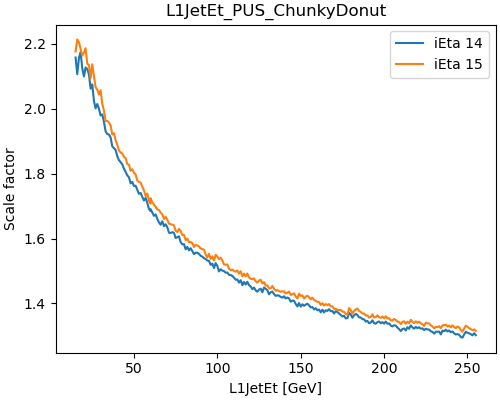 L1JetEt_PUS_ChunkyDonut
iEta 14
iEta 15
Scale factor
2.2
2.0
1.8
1.6
1.4
50
100
150
200
250
L1JetEt [GeV]